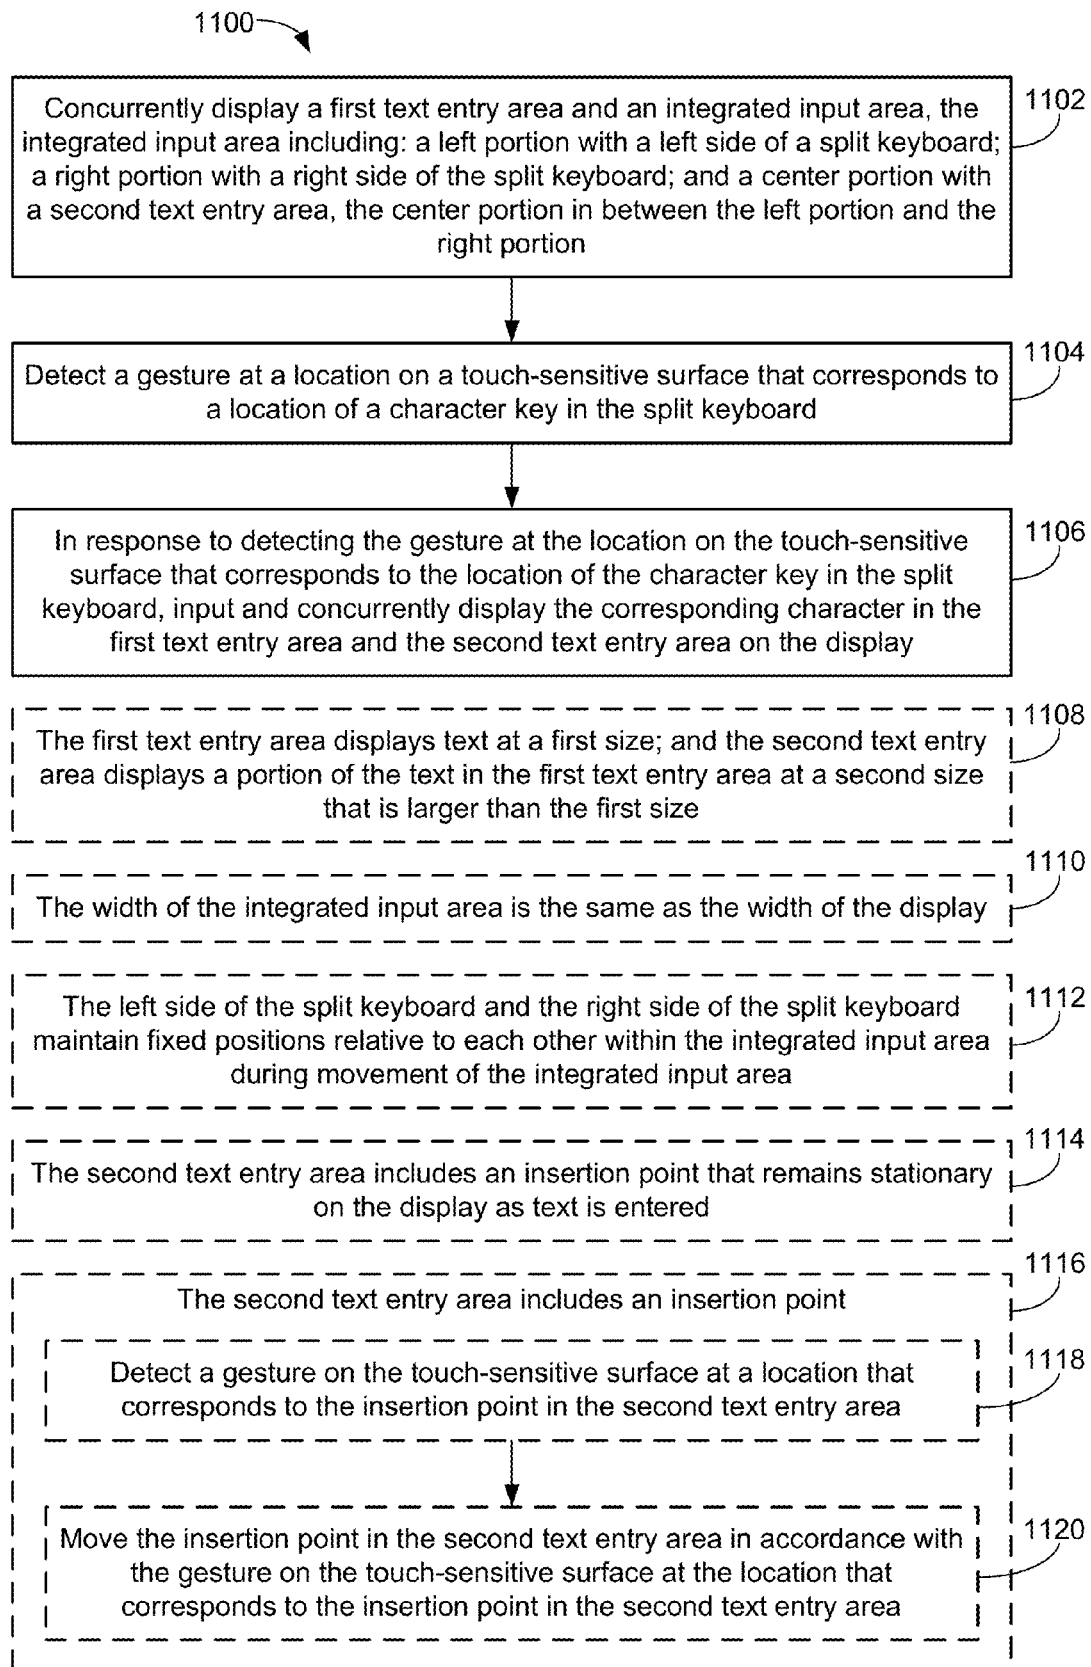 1100
Concurrently display a first text entry area and an integrated input area, the
integrated input area including: a left portion with a left side of a split keyboard;
a right portion with a right side of the split keyboard; and a center portion with
a second text entry area, the center portion in between the left portion and the
right portion
1102
Detect a gesture at a location on a touch-sensitive surface that corresponds to
a location of a character key in the split keyboard
1104
In response to detecting the gesture at the location on the touch-sensitive
surface that corresponds to the location of the character key in the split
keyboard, input and concurrently display the corresponding character in the
first text entry area and the second text entry area on the display
1106
The first text entry area displays text at a first size; and the second text entry
area displays a portion of the text in the first text entry area at a second size
that is larger than the first size
1108
The width of the integrated input area is the same as the width of the display
1110
The left side of the split keyboard and the right side of the split keyboard
maintain fixed positions relative to each other within the integrated input area
during movement of the integrated input area
1112
The second text entry area includes an insertion point that remains stationary
on the display as text is entered
1114
The second text entry area includes an insertion point
1116
Detect a gesture on the touch-sensitive surface at a location that
corresponds to the insertion point in the second text entry area
1118
Move the insertion point in the second text entry area in accordance with
the gesture on the touch-sensitive surface at the location that
corresponds to the insertion point in the second text entry area
1120